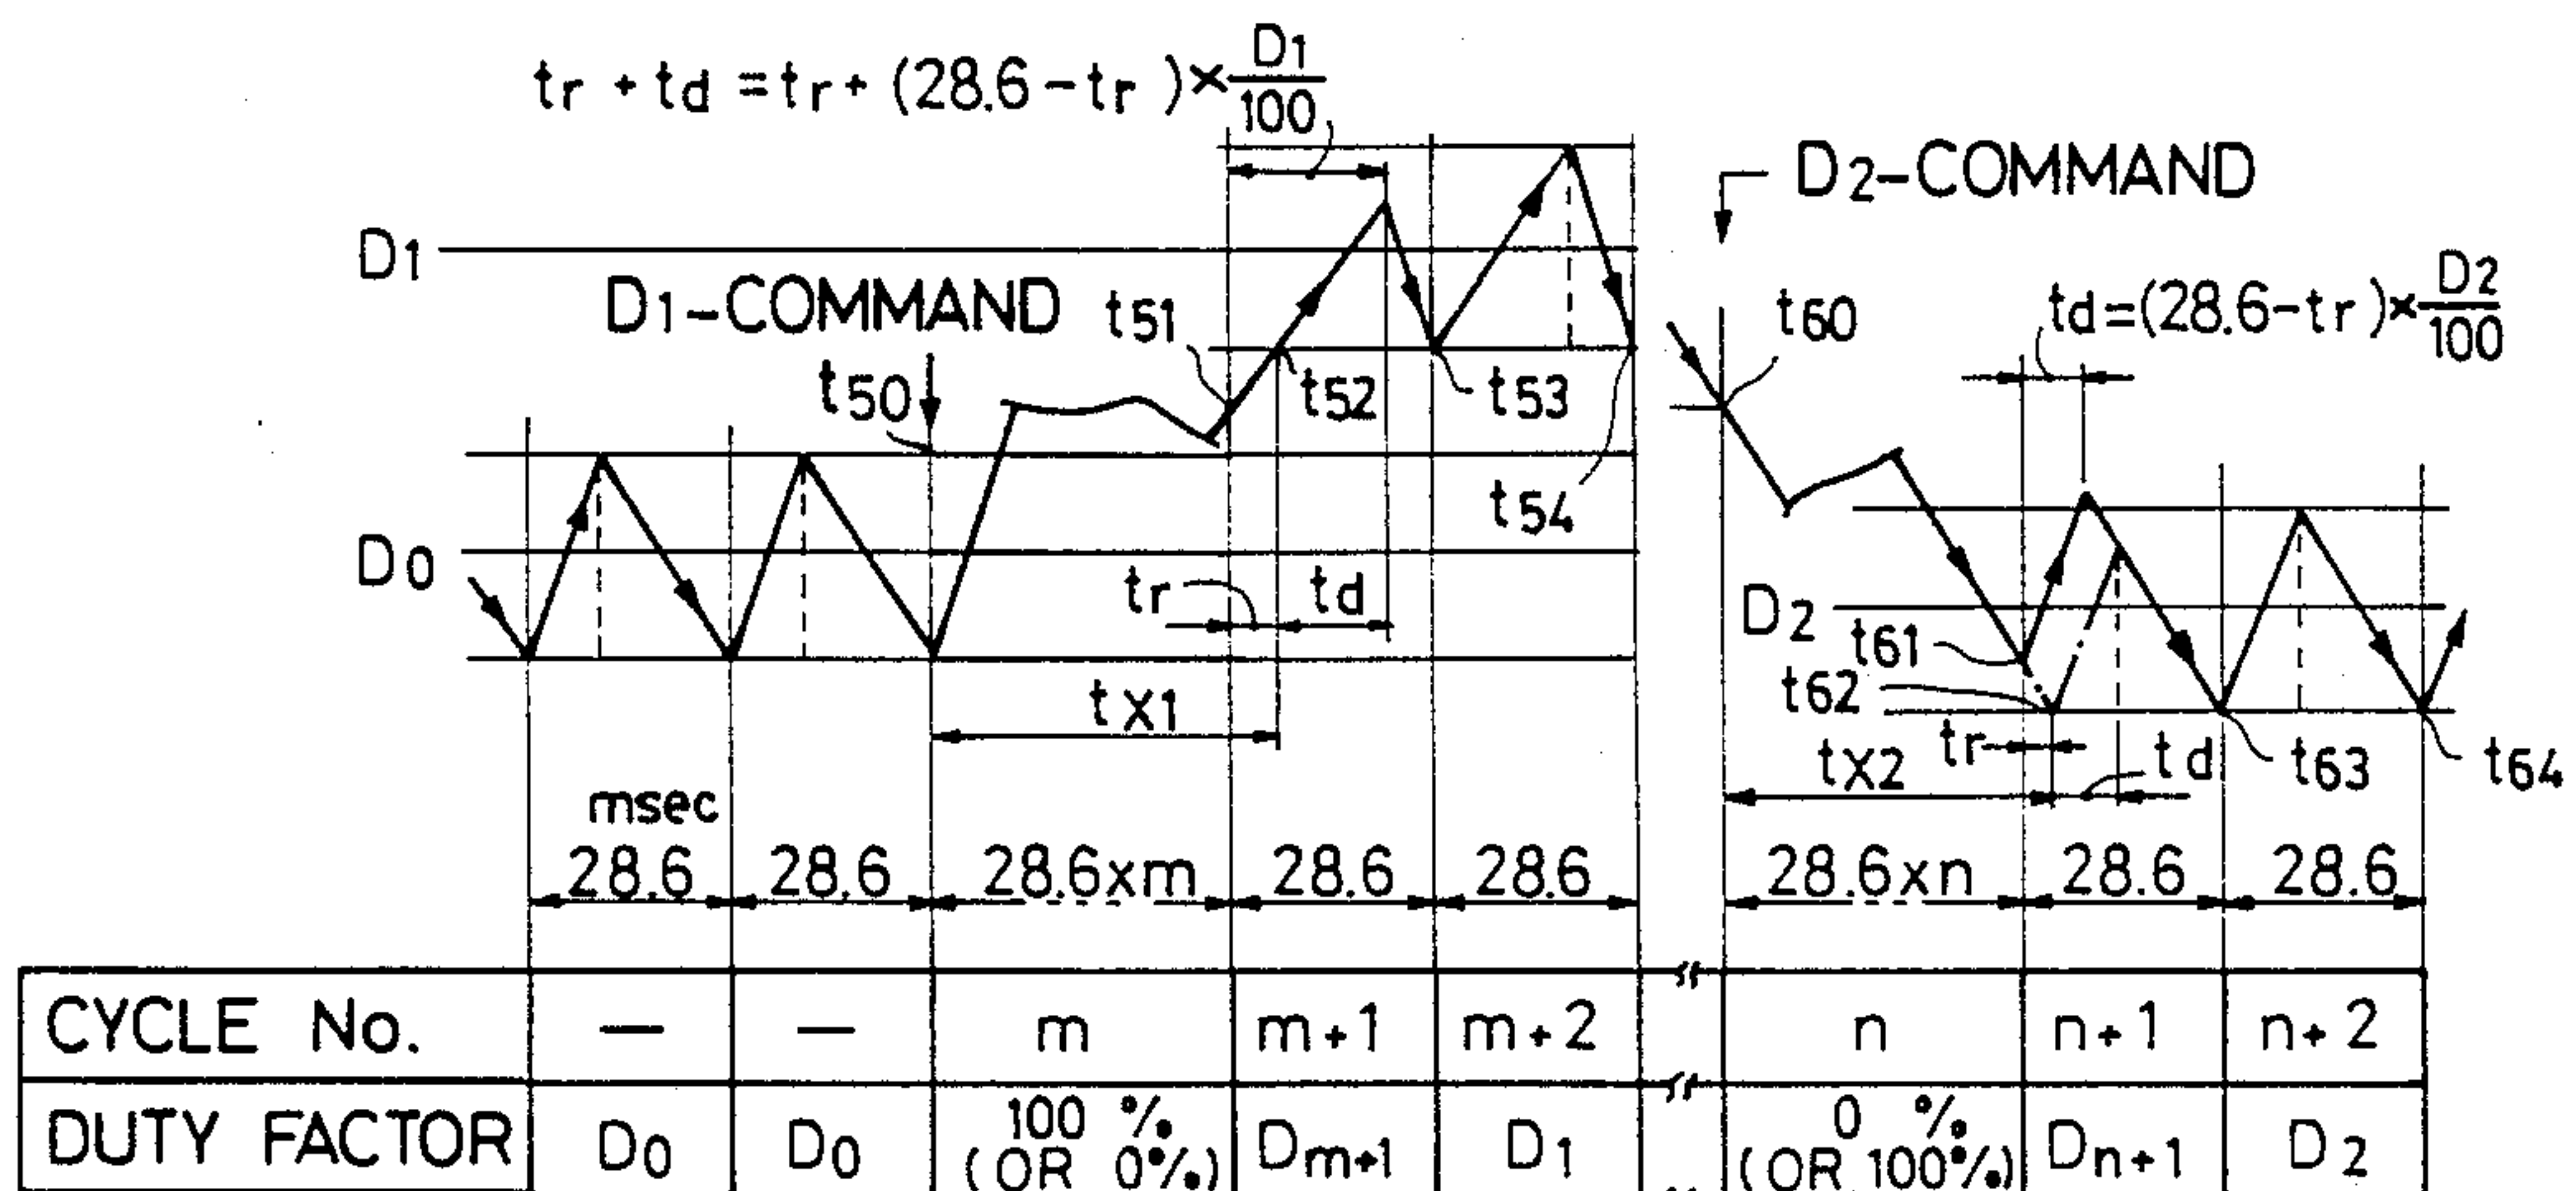 tr + td = tr + (28.6 - tr) × D1/100
D2-COMMAND
D1
D1-COMMAND
t51
t60
td = (28.6 - tr) × D2/100
t50
t52
t53
t54
D0
tr
td
D2
t61
t62
tx1
tr
tx2
td
t63
t64
msec
28.6
28.6
28.6xm
28.6
28.6
28.6xn
28.6
28.6
CYCLE No. — — m m+1 m+2 n n+1 n+2
DUTY FACTOR D0 D0 100 % (OR 0%) Dm+1 D1 0 % (OR 100%) Dn+1 D2